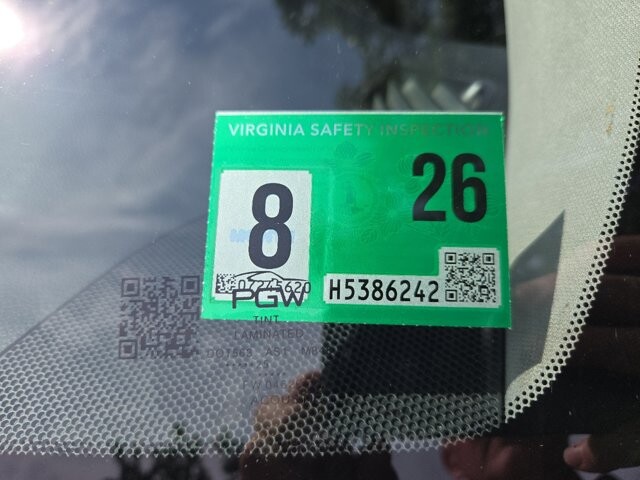 VIRGINIA SAFETY INSPECTION
8
26
H5386242
PGW
TINT
LAMINATED